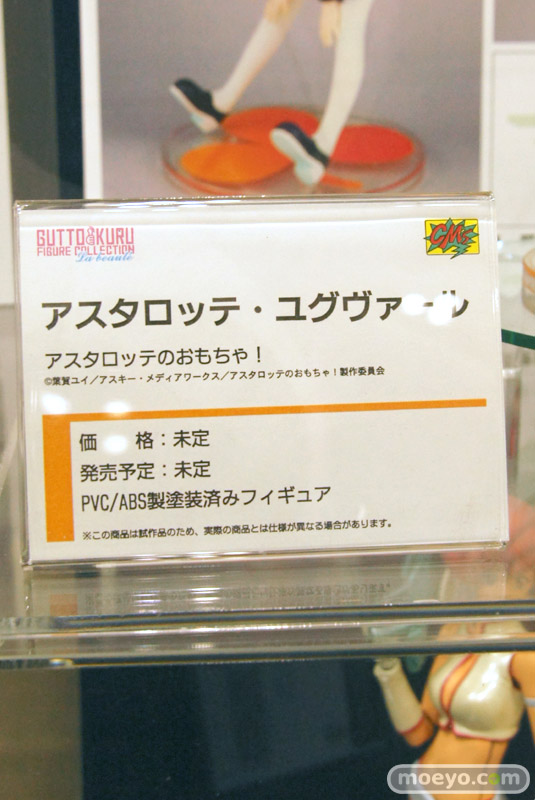 GUTTO KURU
FIGURE COLLECTION
La beauté
CM's
アスタロッテ・ユグヴァール
アスタロッテのおもちゃ!
©葉賀ユイ/アスキー・メディアワークス/アスタロッテのおもちゃ!製作委員会
価 格:未定
発売予定:未定
PVC/ABS製塗装済みフィギュア
※この商品は試作品のため、実際の商品とは仕様が異なる場合があります。
moeyo.com